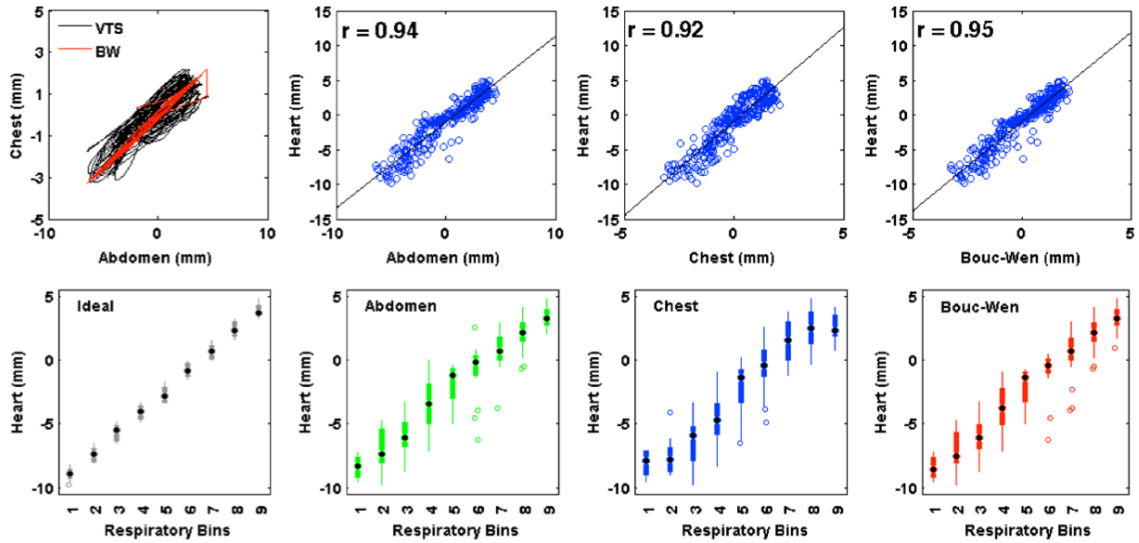 5
3
1
-1
-3
-5
-10
0
10
Chest (mm)
Abdomen (mm)
VTS
BW
r = 0.94
15
10
5
0
-5
-10
-15
-10
0
10
Heart (mm)
Abdomen (mm)
r = 0.92
15
10
5
0
-5
-10
-15
-5
0
5
Heart (mm)
Chest (mm)
r = 0.95
15
10
5
0
-5
-10
-15
-5
0
5
Heart (mm)
Bouc-Wen (mm)
Ideal
5
0
-5
-10
Heart (mm)
1 2 3 4 5 6 7 8 9
Respiratory Bins
Abdomen
5
0
-5
-10
Heart (mm)
1 2 3 4 5 6 7 8 9
Respiratory Bins
Chest
5
0
-5
-10
Heart (mm)
1 2 3 4 5 6 7 8 9
Respiratory Bins
Bouc-Wen
5
0
-5
-10
Heart (mm)
1 2 3 4 5 6 7 8 9
Respiratory Bins